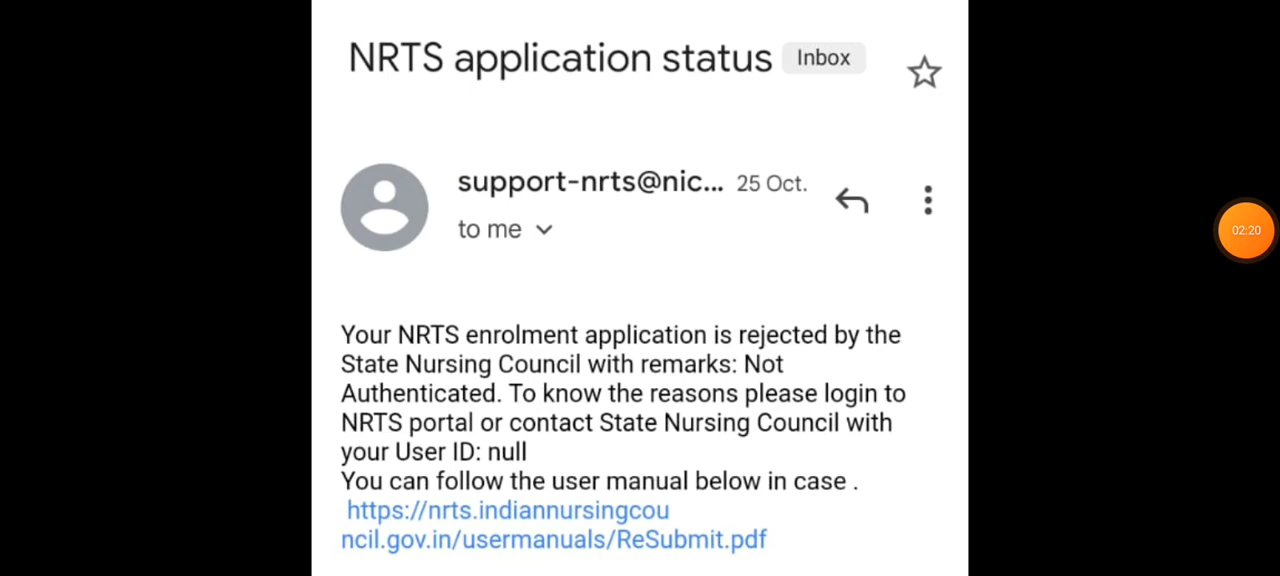 NRTS application status Inbox
support-nrts@nic... 25 Oct.
to me
02:20
Your NRTS enrolment application is rejected by the
State Nursing Council with remarks: Not
Authenticated. To know the reasons please login to
NRTS portal or contact State Nursing Council with
your User ID: null
You can follow the user manual below in case .
https://nrts.indiannursingcou
ncil.gov.in/usermanuals/ReSubmit.pdf